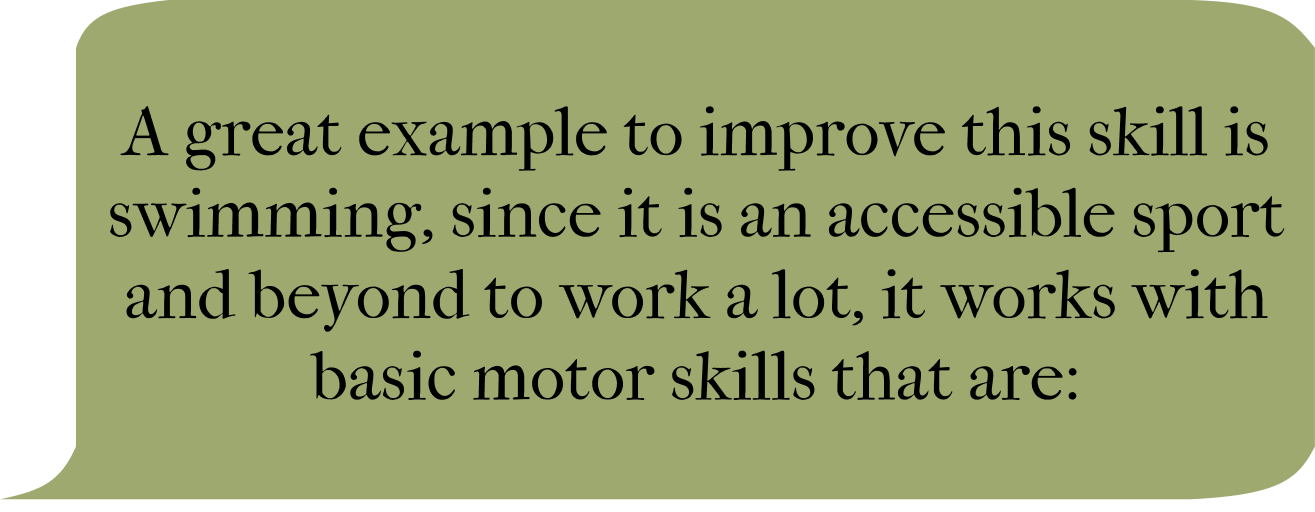 A great example to improve this skill is
swimming, since it is an accessible sport
and beyond to work a lot, it works with
basic motor skills that are: